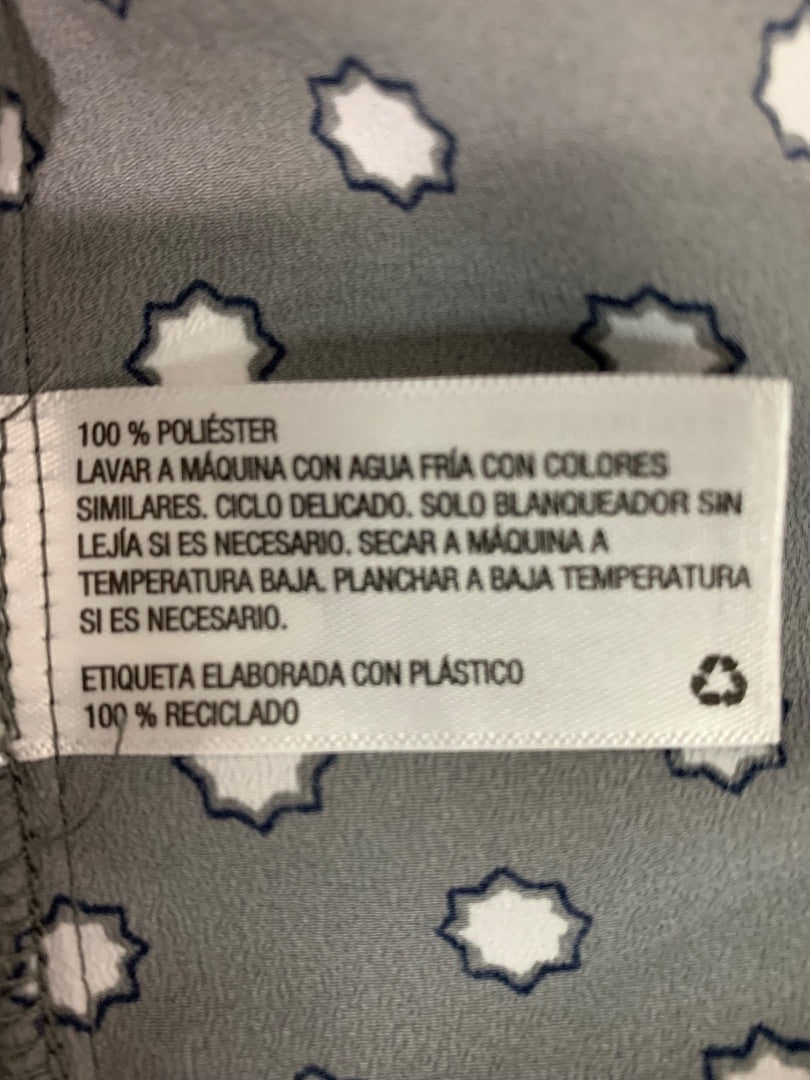 100 % POLIÉSTER
LAVAR A MÁQUINA CON AGUA FRÍA CON COLORES
SIMILARES. CICLO DELICADO. SOLO BLANQUEADOR SIN
LEJÍA SI ES NECESARIO. SECAR A MÁQUINA A
TEMPERATURA BAJA. PLANCHAR A BAJA TEMPERATURA
SI ES NECESARIO.
ETIQUETA ELABORADA CON PLÁSTICO
100 % RECICLADO